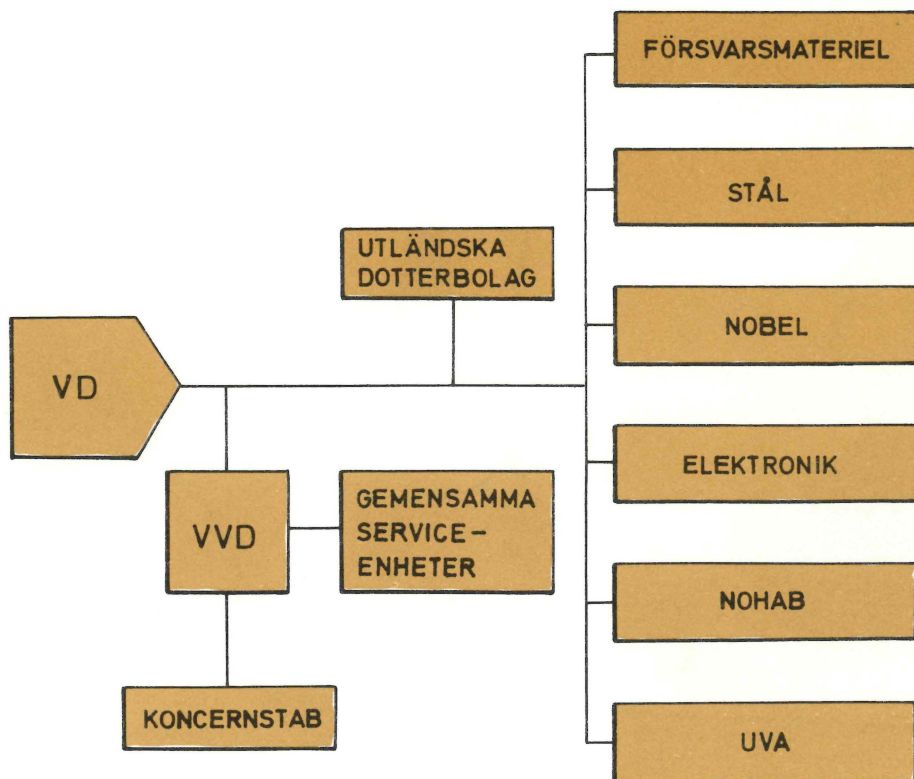 FÖRSVARSMATERIEL
STÅL
UTLÄNDSKA
DOTTERBOLAG
NOBEL
VD
ELEKTRONIK
VVD
GEMENSAMMA
SERVICE-
ENHETER
NOHAB
KONCERNSTAB
UVA